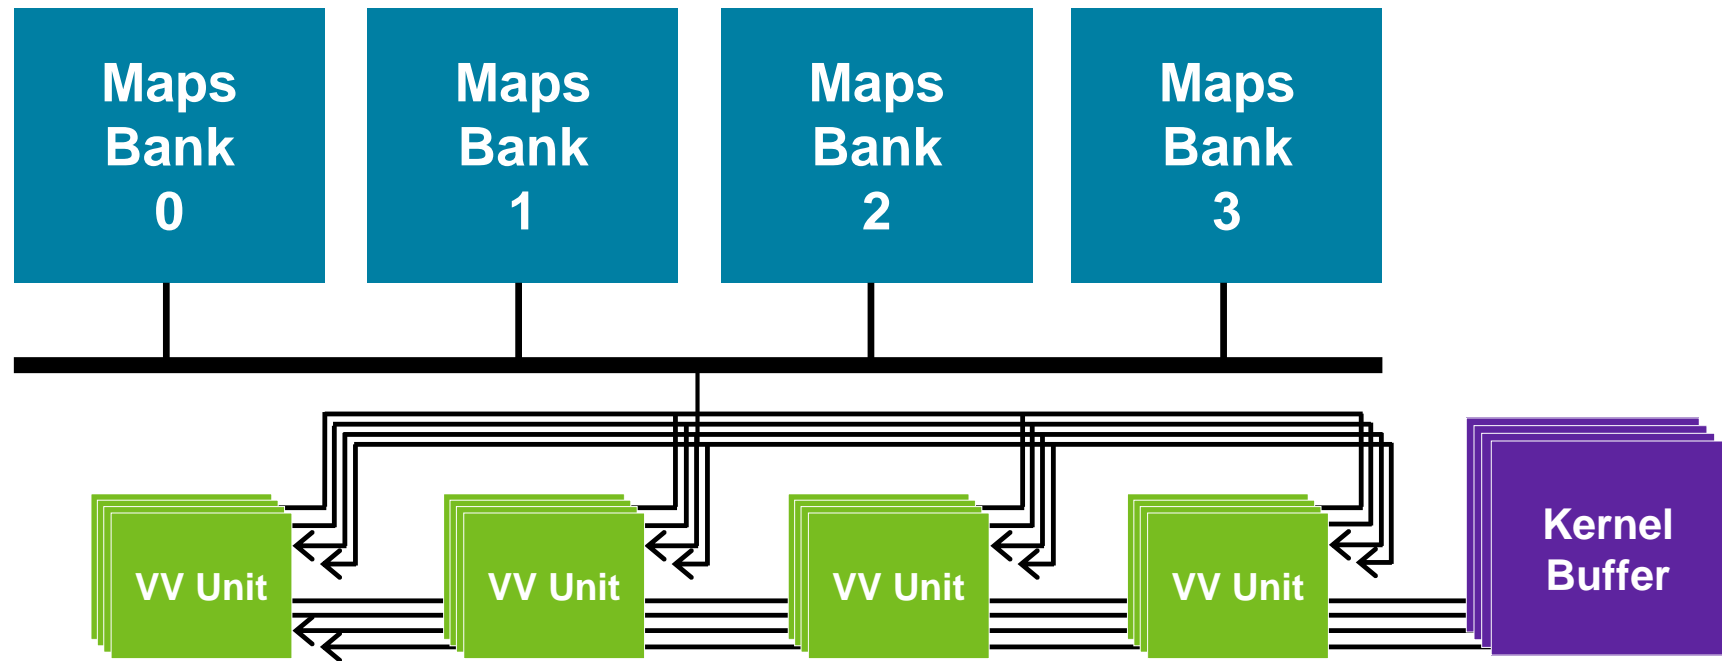 Maps
Bank
0
Maps
Bank
1
Maps
Bank
2
Maps
Bank
3
VV Unit
VV Unit
VV Unit
VV Unit
Kernel
Buffer